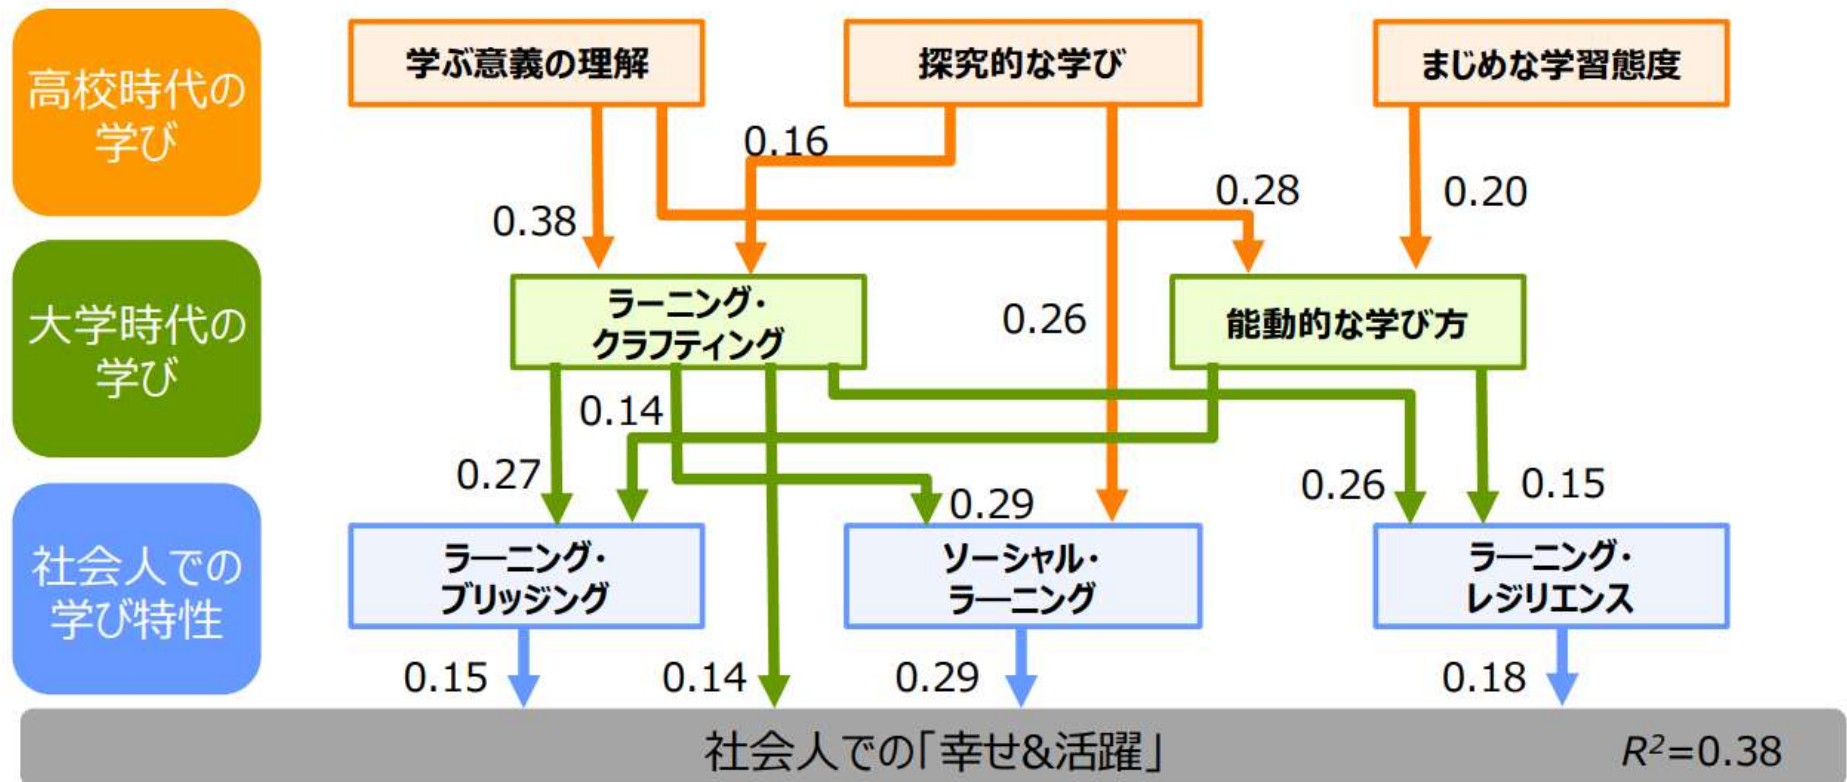 高校時代の
学び
学ぶ意義の理解
探究的な学び
まじめな学習態度
0.16
0.28
0.20
0.38
大学時代の
学び
ラーニング・
クラフティング
0.26
能動的な学び方
0.14
0.27
0.29
0.26
0.15
社会人での
学び特性
ラーニング・
ブリッジング
ソーシャル・
ラーニング
ラーニング・
レジリエンス
0.15
0.14
0.29
0.18
社会人での「幸せ&活躍」
R²=0.38